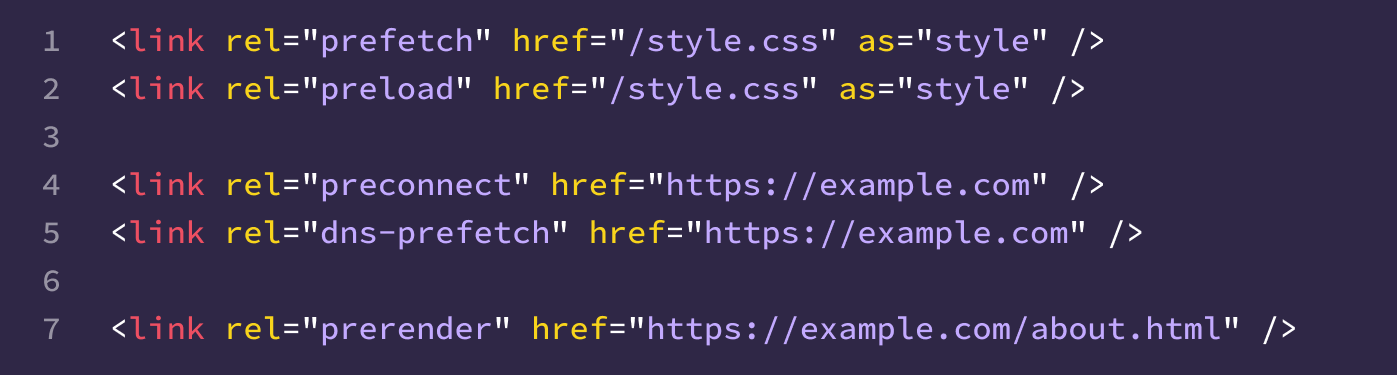 1 <link rel="prefetch" href="/style.css" as="style" />
2 <link rel="preload" href="/style.css" as="style" />
3
4 <link rel="preconnect" href="https://example.com" />
5 <link rel="dns-prefetch" href="https://example.com" />
6
7 <link rel="prerender" href="https://example.com/about.html" />